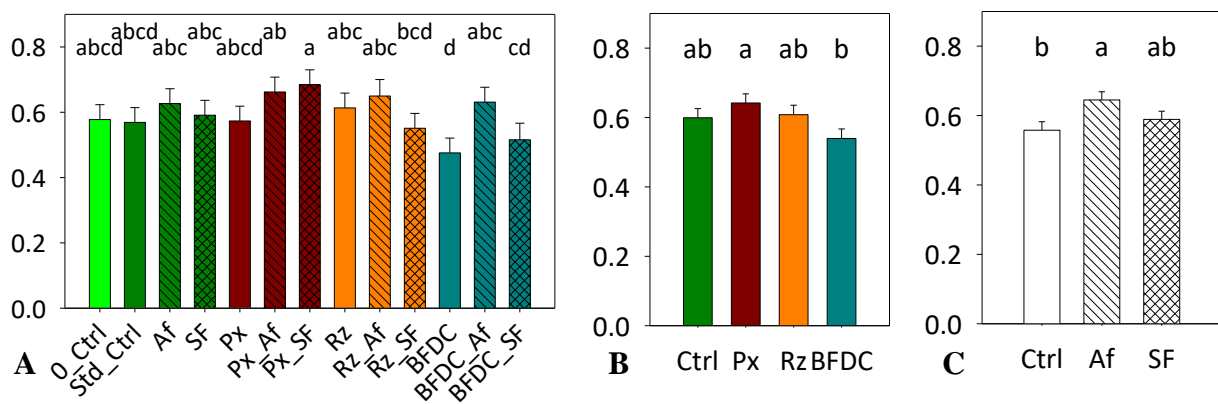 abcd abcd abc abc abcd ab a abc abc bcd d abc cd
0.8
0.6
0.4
0.2
0.0
0_Ctrl Std_Ctrl Af SF Px Px_Af Px_SF Rz Rz_Af Rz_SF BFDC BFDC_Af BFDC_SF
A
ab a ab b
0.8
0.6
0.4
0.2
0.0
Ctrl Px Rz BFDC
B
b a ab
0.8
0.6
0.4
0.2
0.0
Ctrl Af SF
C